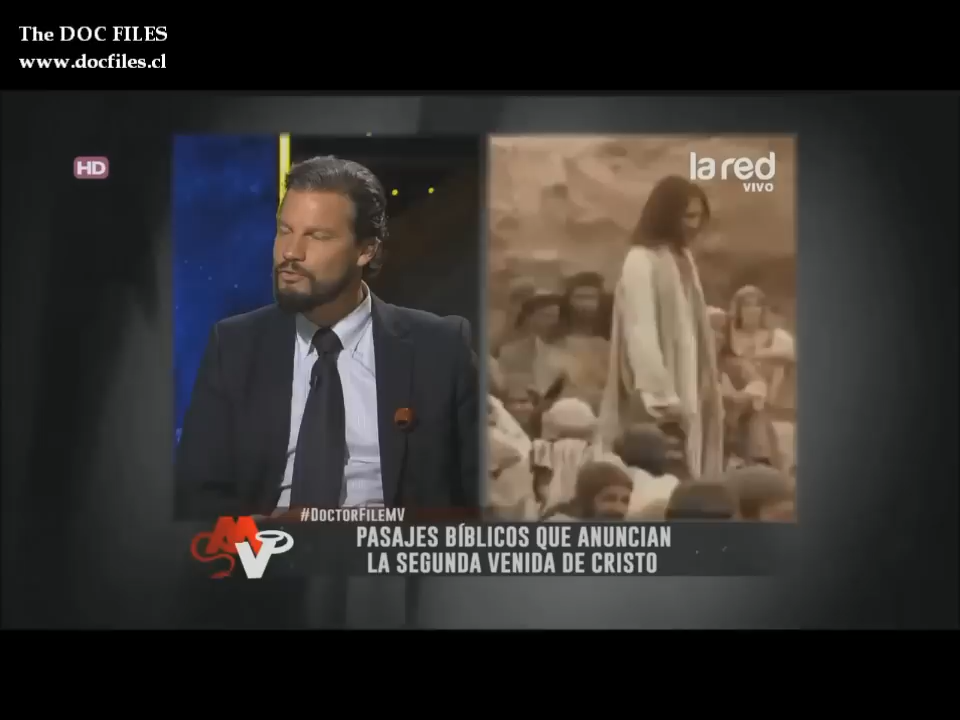 The DOC FILES
www.docfiles.cl
HD
la red
VIVO
#DOCTORFILEMV
MV
PASAJES BÍBLICOS QUE ANUNCIAN
LA SEGUNDA VENIDA DE CRISTO